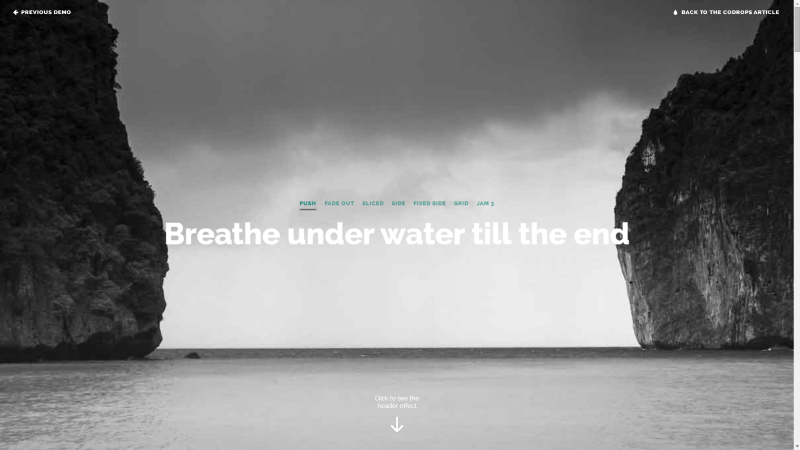 PREVIOUS DEMO
BACK TO THE CODROPS ARTICLE
PUSH FADE OUT SLICED SIDE FIXED SIDE GRID JAM 3
Breathe under water till the end
Click to see the
header effect